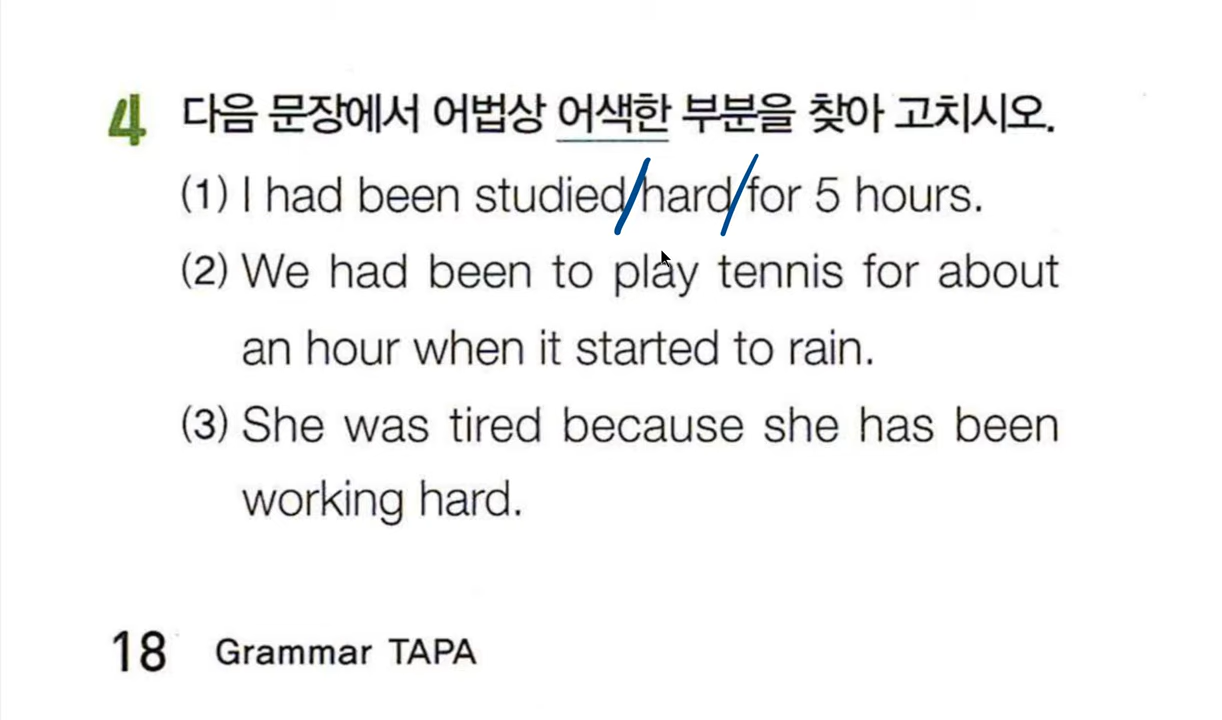 4 다음 문장에서 어법상 어색한 부분을 찾아 고치시오.
(1) I had been studied hard for 5 hours.
(2) We had been to play tennis for about
an hour when it started to rain.
(3) She was tired because she has been
working hard.
18 Grammar TAPA